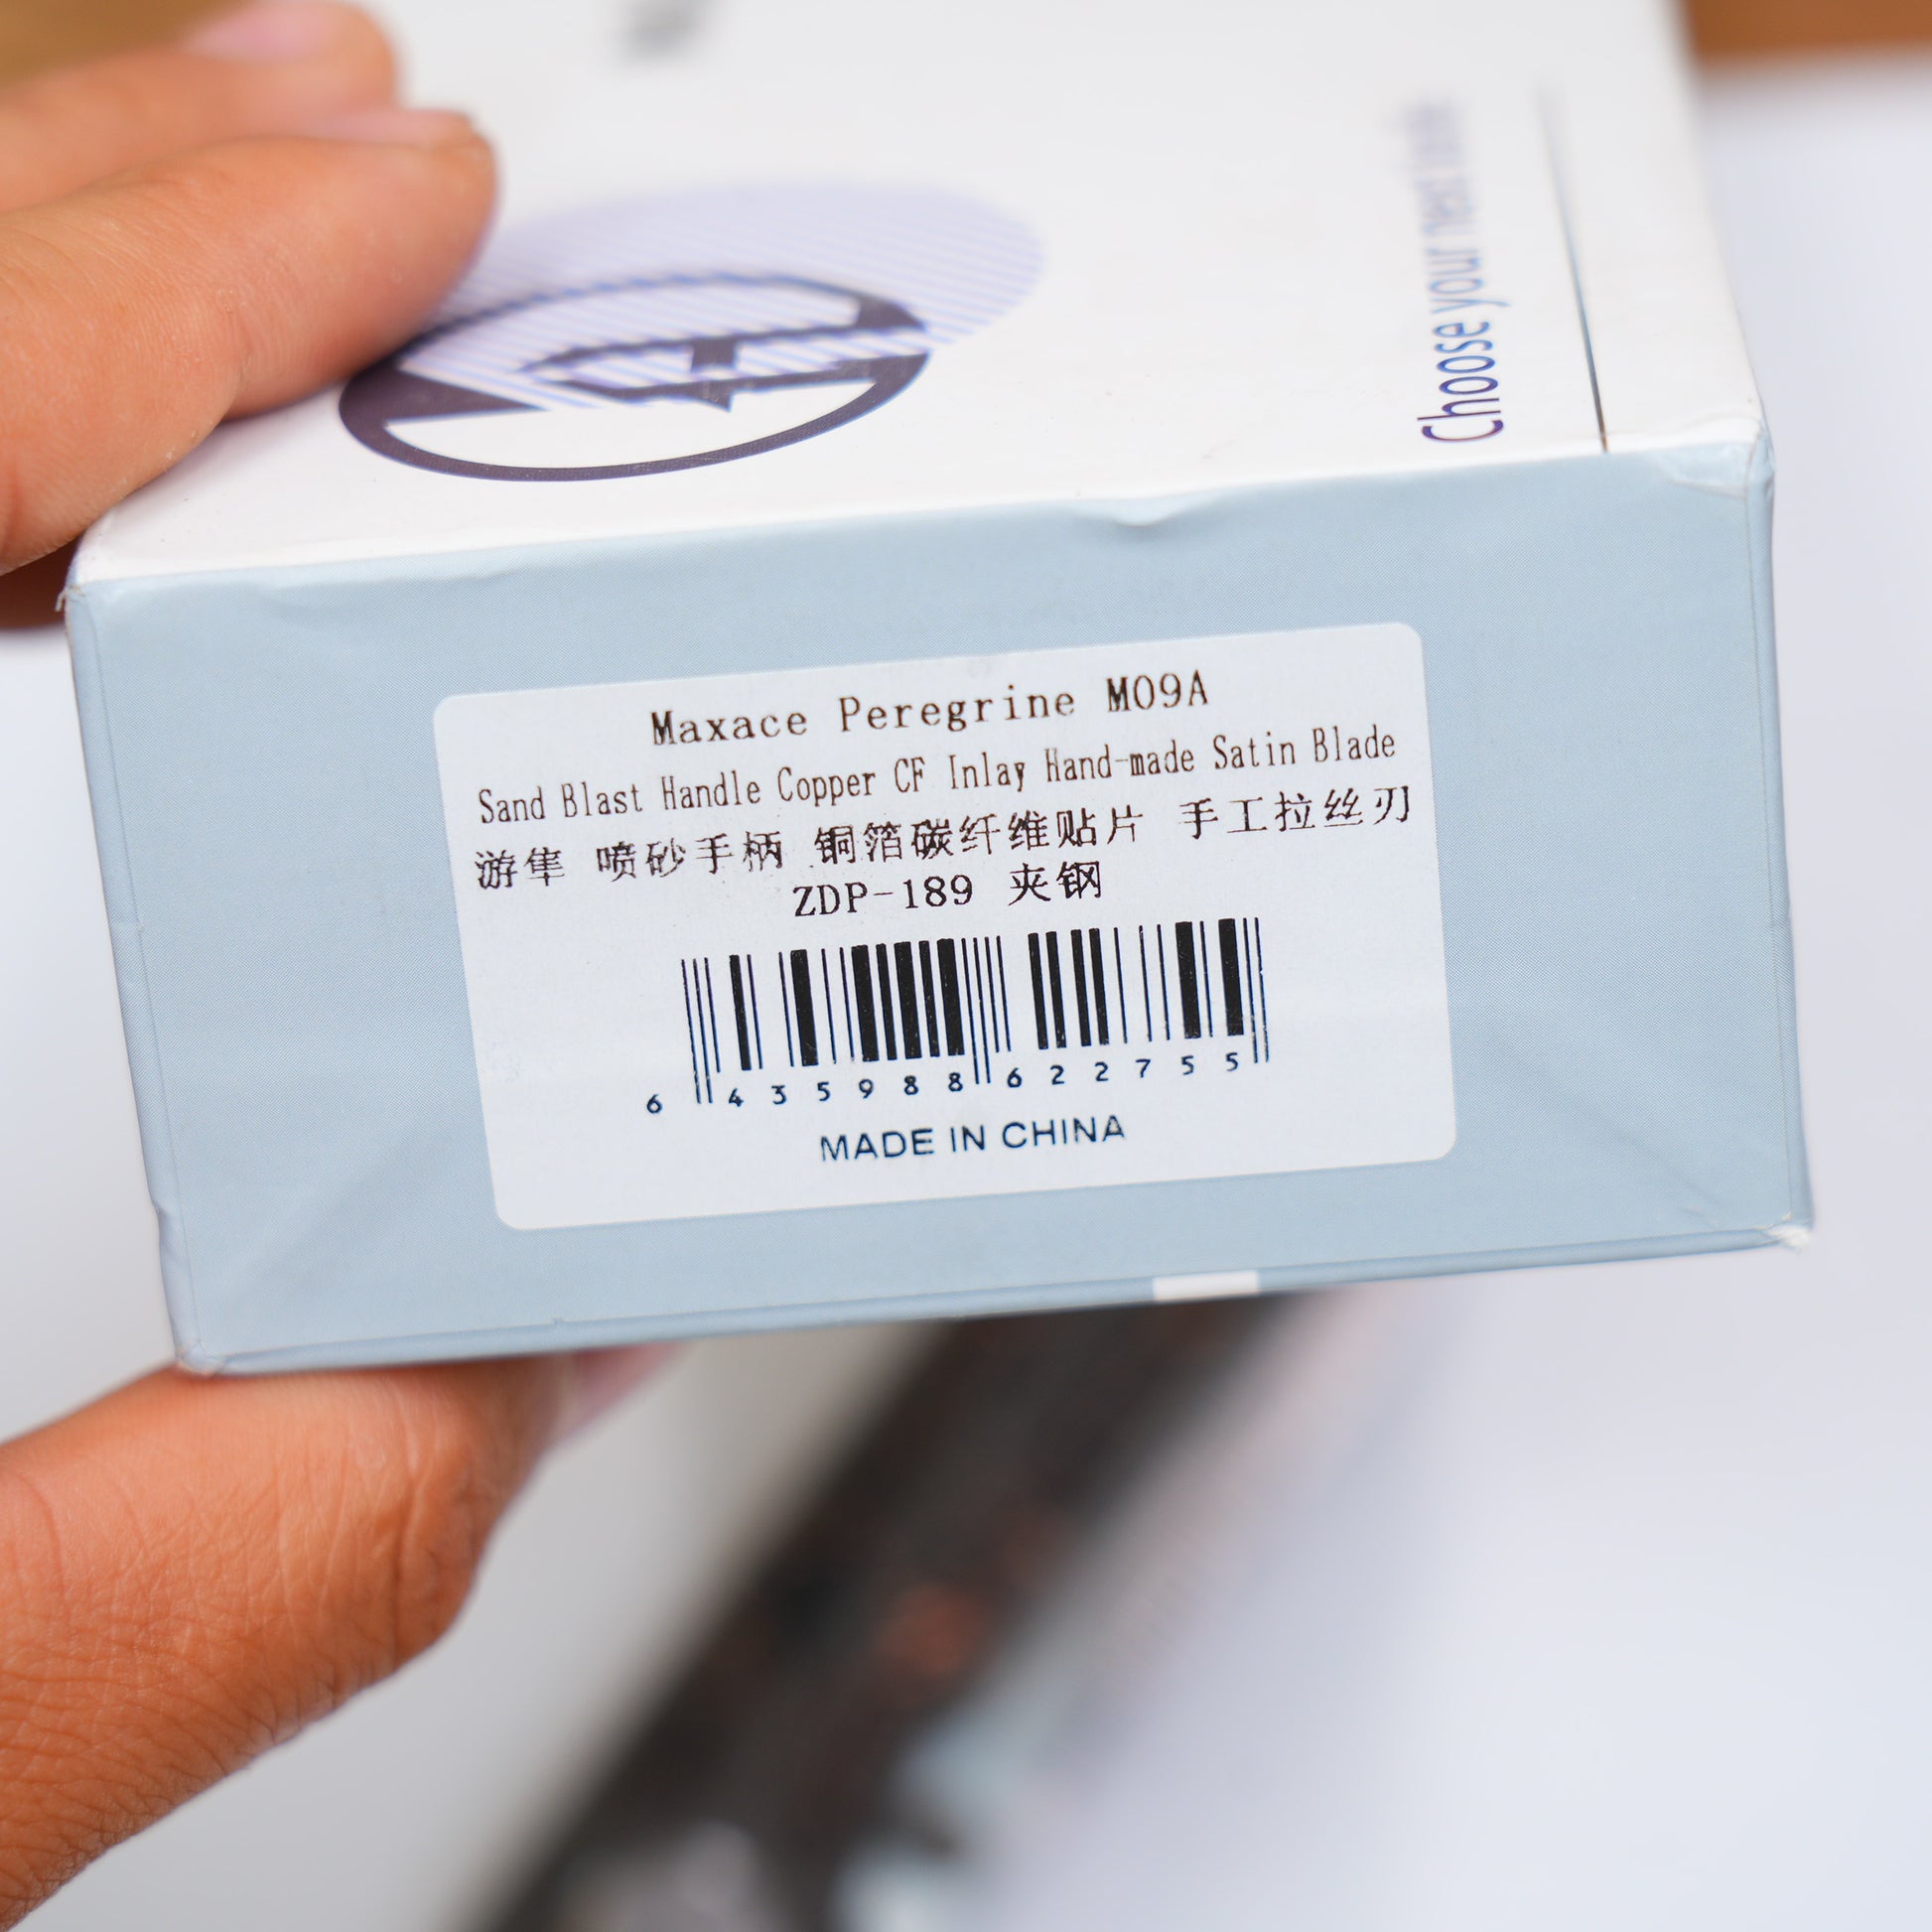 Choose your next knife
Maxace Peregrine M09A
Sand Blast Handle Copper CF Inlay Hand-made Satin Blade
游隼 喷砂手柄 铜箔碳纤维贴片 手工拉丝刃
ZDP-189 夹钢
6 435988 622755
MADE IN CHINA